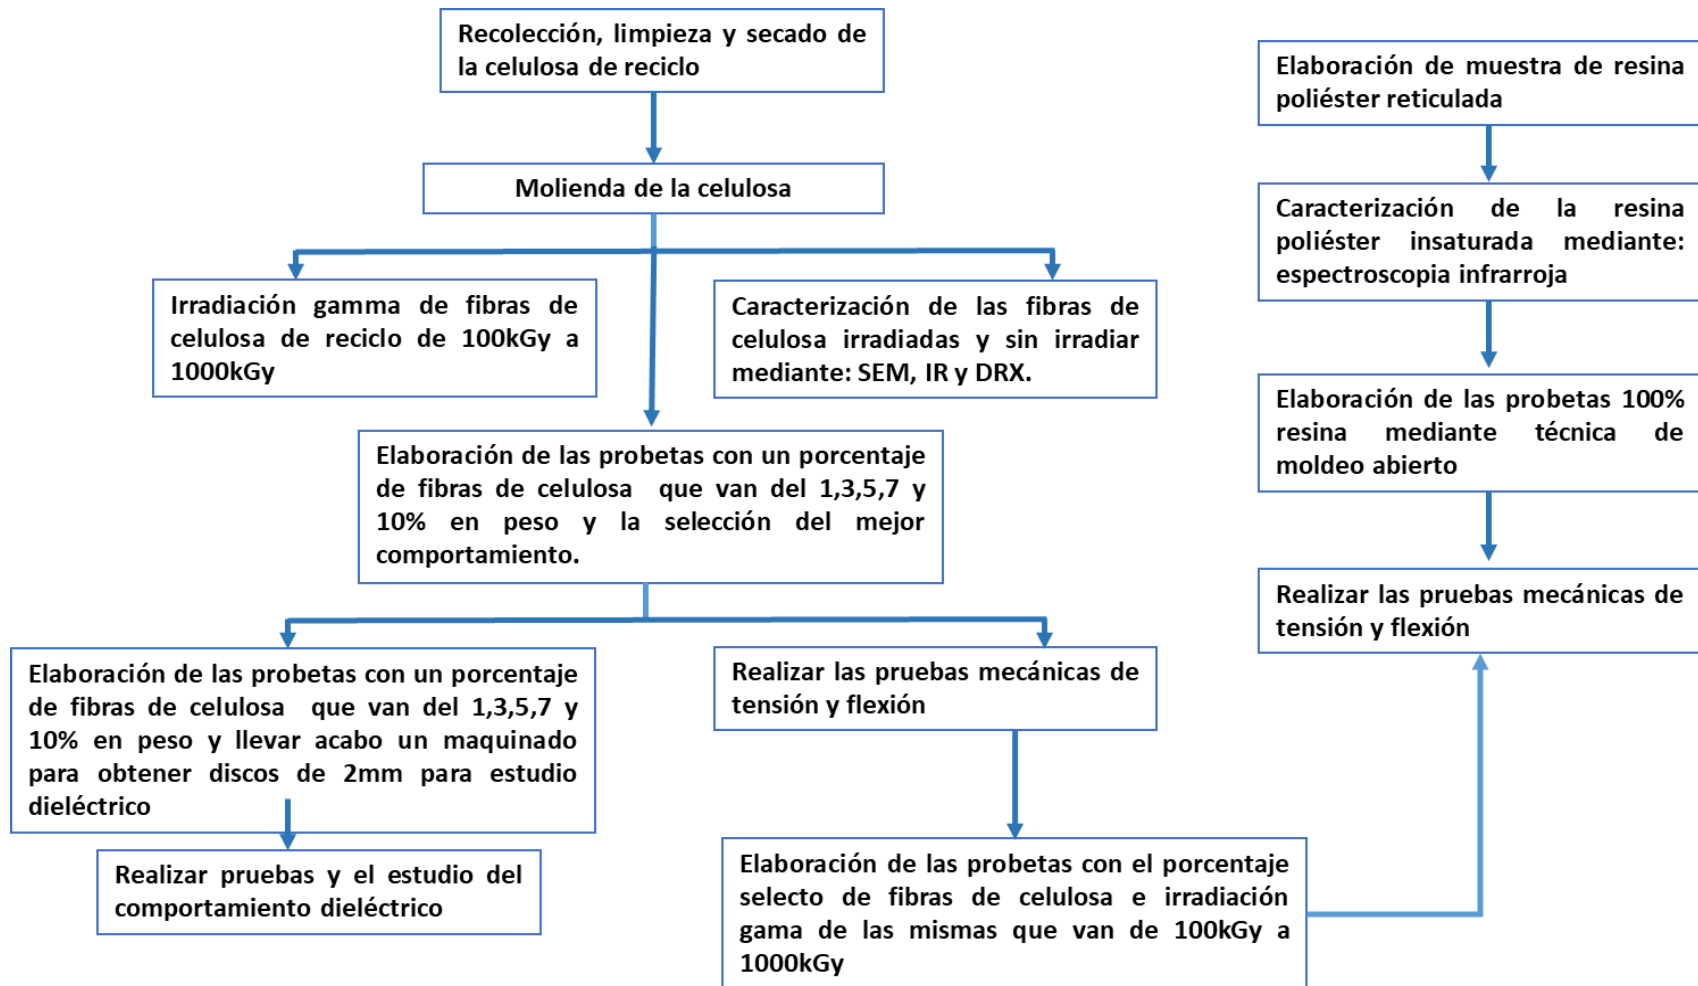 Recolección, limpieza y secado de
la celulosa de reciclo
Molienda de la celulosa
Irradiación gamma de fibras de
celulosa de reciclo de 100kGy a
1000kGy
Caracterización de las fibras de
celulosa irradiadas y sin irradiar
mediante: SEM, IR y DRX.
Elaboración de las probetas con un porcentaje
de fibras de celulosa que van del 1,3,5,7 y
10% en peso y la selección del mejor
comportamiento.
Elaboración de las probetas con un porcentaje
de fibras de celulosa que van del 1,3,5,7 y
10% en peso y llevar acabo un maquinado
para obtener discos de 2mm para estudio
dieléctrico
Realizar pruebas y el estudio del
comportamiento dieléctrico
Realizar las pruebas mecánicas de
tensión y flexión
Elaboración de las probetas con el porcentaje
selecto de fibras de celulosa e irradiación
gama de las mismas que van de 100kGy a
1000kGy
Elaboración de muestra de resina
poliéster reticulada
Caracterización de la resina
poliéster insaturada mediante:
espectroscopia infrarroja
Elaboración de las probetas 100%
resina mediante técnica de
moldeo abierto
Realizar las pruebas mecánicas de
tensión y flexión